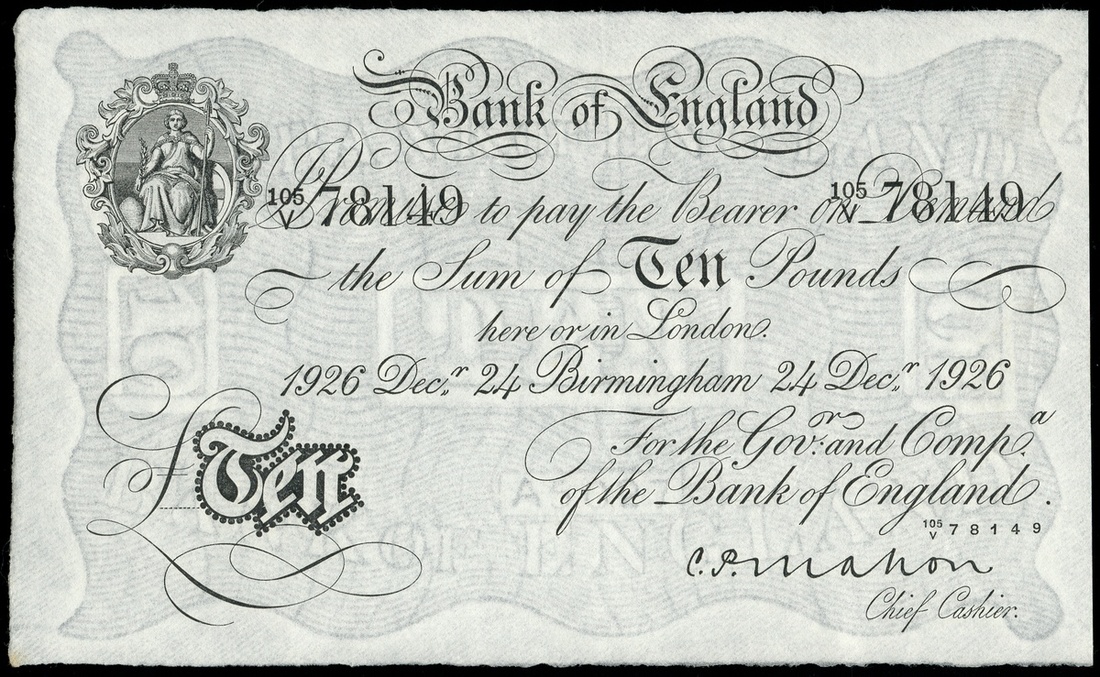 Bank of England
105/V 78149 105/V 78149
I Promise to pay the Bearer on Demand
the Sum of Ten Pounds
here or in London.
1926 Decr. 24 Birmingham 24 Decr. 1926
For the Govr. and Compa.
of the Bank of England.
£Ten
105/V 78149
C. P. Mahon
Chief Cashier.